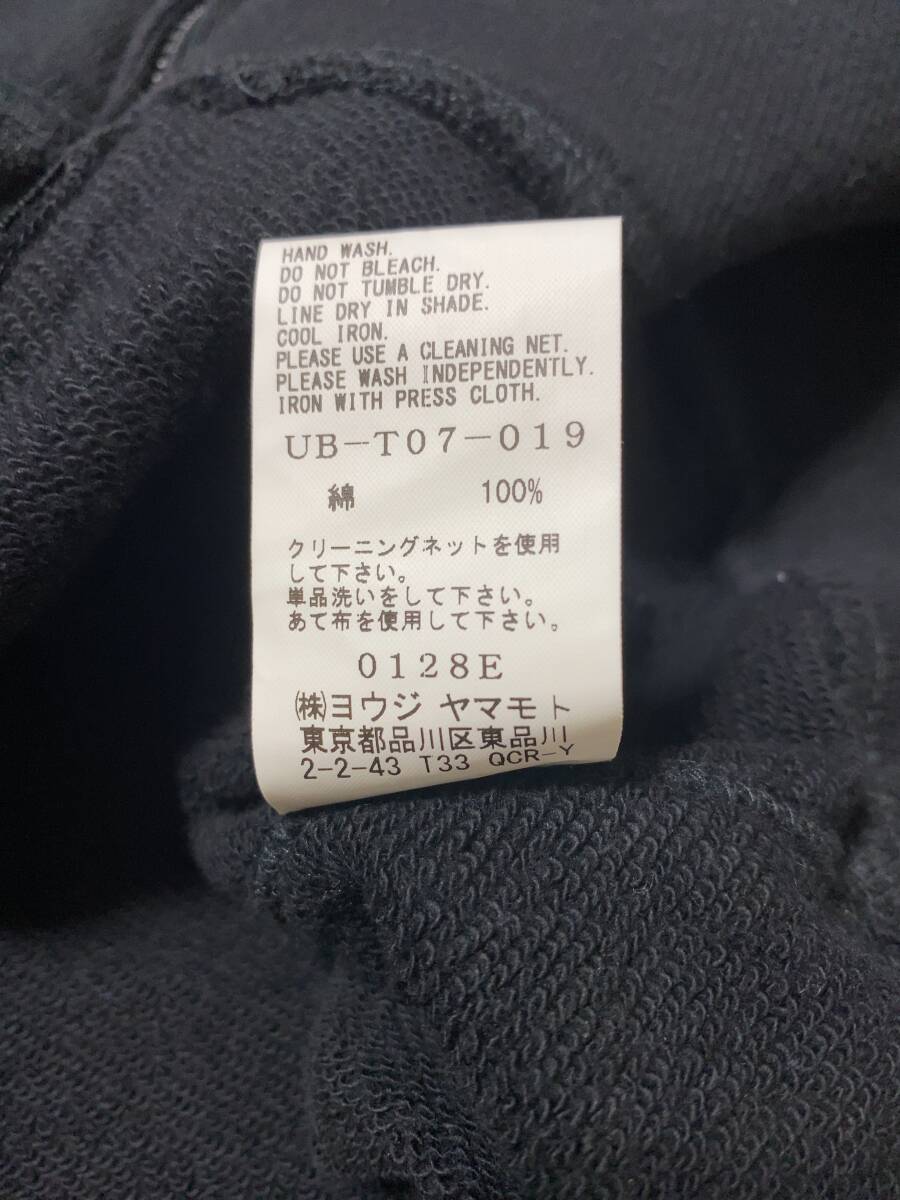 HAND WASH.
DO NOT BLEACH.
DO NOT TUMBLE DRY.
LINE DRY IN SHADE.
COOL IRON.
PLEASE USE A CLEANING NET.
PLEASE WASH INDEPENDENTLY.
IRON WITH PRESS CLOTH.
UB-T07-019
綿 100%
クリーニングネットを使用
して下さい。
単品洗いをして下さい。
あて布を使用して下さい。
0128E
㈱ヨウジ ヤマモト
東京都品川区東品川
2-2-43 T33 QCR-Y